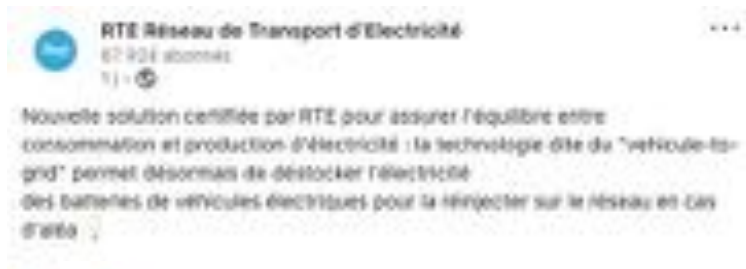 RTE Réseau de Transport d'Electricité
abonnés
1 j •
Nouvelle solution certifiée par RTE pour assurer l'équilibre entre
consommation et production d'électricité : la technologie dite du "vehicule-to-
grid" permet désormais de déstocker l'électricité
des batteries de véhicules électriques pour la réinjecter sur le réseau en cas
d'aléa